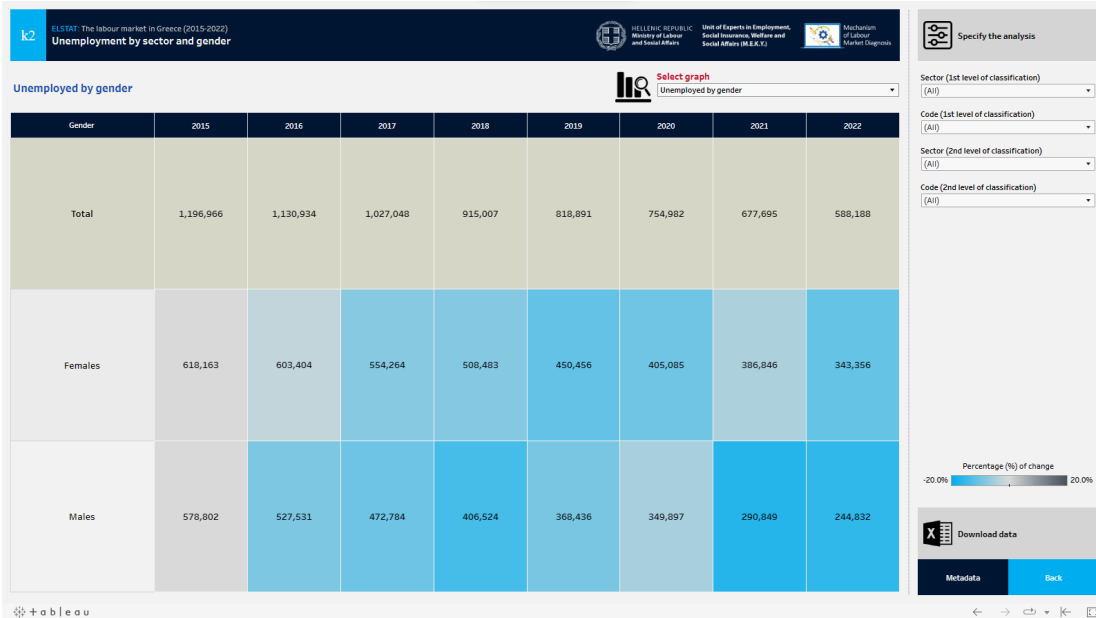 k2
ELSTAT: The labour market in Greece (2015-2022)
Unemployment by sector and gender
HELLENIC REPUBLIC
Ministry of Labour
and Social Affairs
Unit of Experts in Employment,
Social Insurance, Welfare and
Social Affairs (M.E.K.Y.)
Mechanism
of Labour
Market Diagnosis
Specify the analysis
Unemployed by gender
Select graph
Unemployed by gender
Sector (1st level of classification)
(All)
Code (1st level of classification)
(All)
Sector (2nd level of classification)
(All)
Code (2nd level of classification)
(All)
Gender 2015 2016 2017 2018 2019 2020 2021 2022
Total 1,196,966 1,130,934 1,027,048 915,007 818,891 754,982 677,695 588,188
Females 618,163 603,404 554,264 508,483 450,456 405,085 386,846 343,356
Males 578,802 527,531 472,784 406,524 368,436 349,897 290,849 244,832
Percentage (%) of change
-20.0% 20.0%
X
Download data
Metadata Back
+ a b | e a u